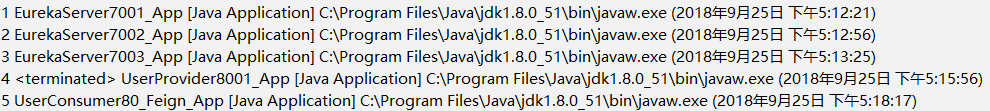 1 EurekaServer7001_App [Java Application] C:\Program Files\Java\jdk1.8.0_51\bin\javaw.exe (2018年9月25日 下午5:12:21)
2 EurekaServer7002_App [Java Application] C:\Program Files\Java\jdk1.8.0_51\bin\javaw.exe (2018年9月25日 下午5:12:56)
3 EurekaServer7003_App [Java Application] C:\Program Files\Java\jdk1.8.0_51\bin\javaw.exe (2018年9月25日 下午5:13:25)
4 <terminated> UserProvider8001_App [Java Application] C:\Program Files\Java\jdk1.8.0_51\bin\javaw.exe (2018年9月25日 下午5:15:56)
5 UserConsumer80_Feign_App [Java Application] C:\Program Files\Java\jdk1.8.0_51\bin\javaw.exe (2018年9月25日 下午5:18:17)